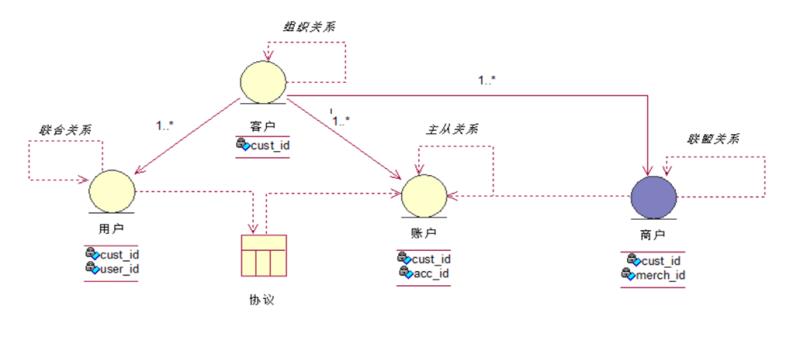 组织关系
1..*
客户
cust_id
1..*
1..*
联合关系
主从关系
联盟关系
用户
cust_id
user_id
协议
账户
cust_id
acc_id
商户
cust_id
merch_id